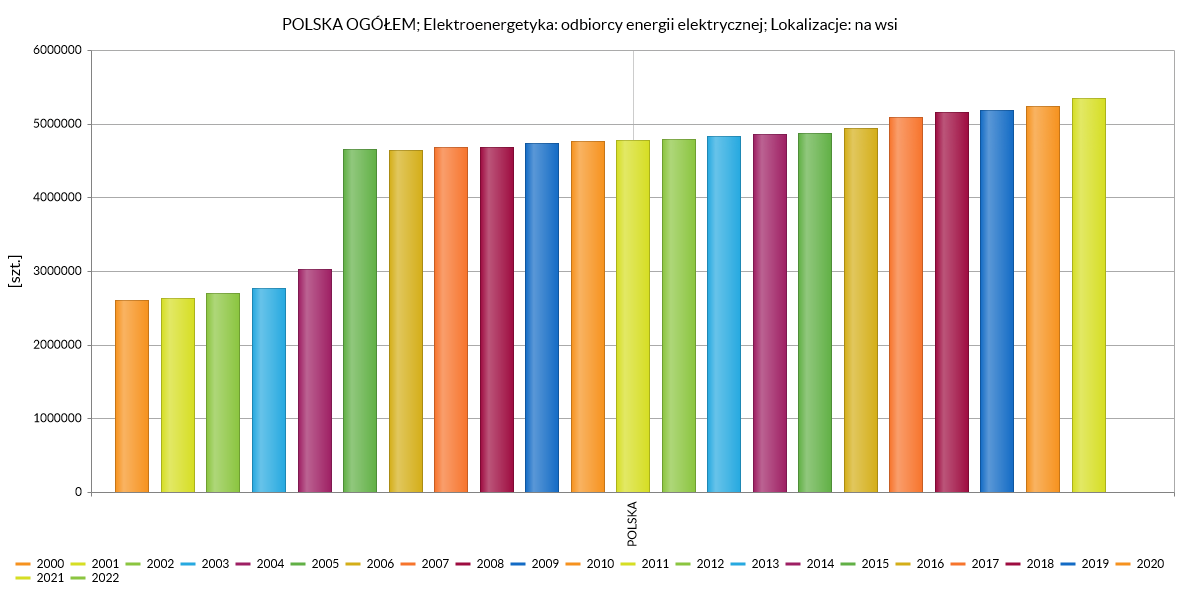 POLSKA OGÓŁEM; Elektroenergetyka: odbiorcy energii elektrycznej; Lokalizacje: na wsi
6000000
5000000
4000000
[szt.]
3000000
2000000
1000000
0
POLSKA
2000 2001 2002 2003 2004 2005 2006 2007 2008 2009 2010 2011 2012 2013 2014 2015 2016 2017 2018 2019 2020
2021 2022